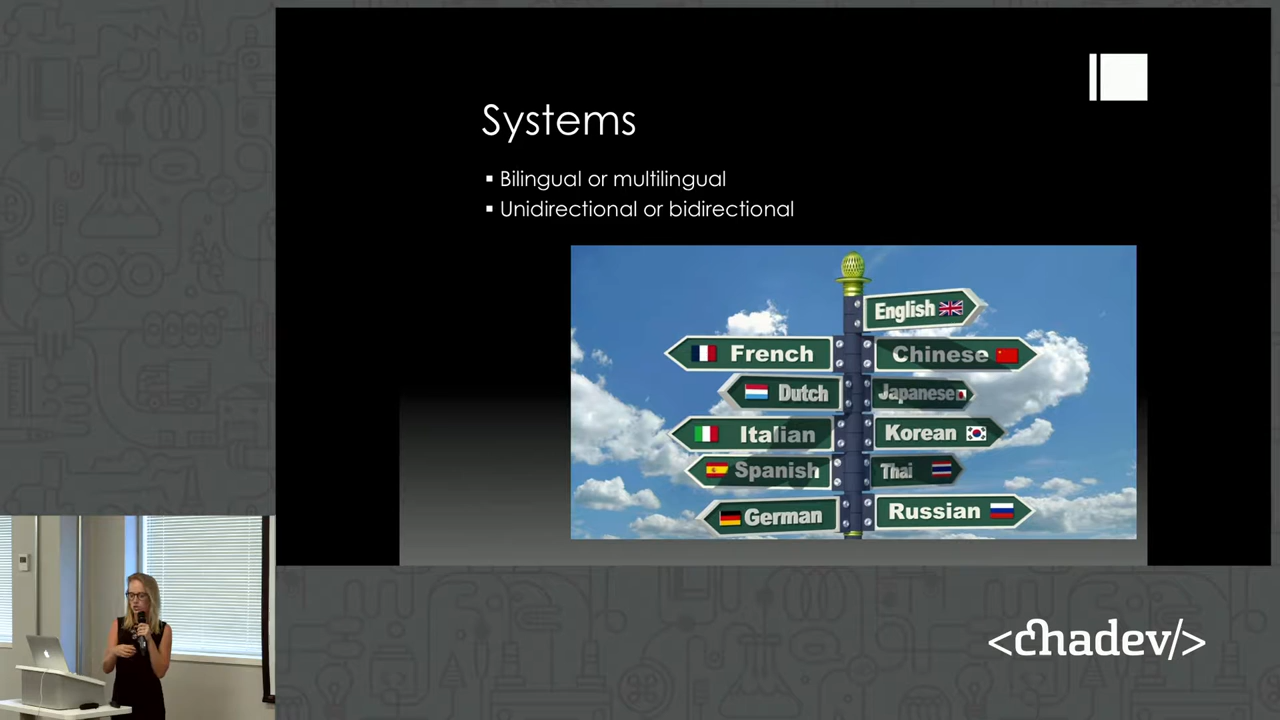 Systems
Bilingual or multilingual
Unidirectional or bidirectional
English
French
Chinese
Dutch
Japanese
Italian
Korean
Spanish
Thai
German
Russian
<chadev/>